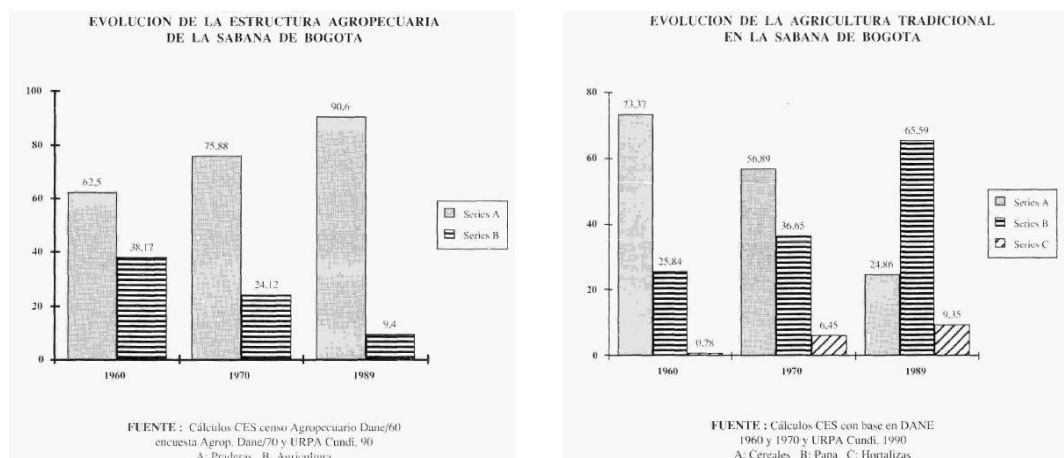 EVOLUCION DE LA ESTRUCTURA AGROPECUARIA
DE LA SABANA DE BOGOTA
100
80
60
40
20
0
62,5
38,17
75,88
24,12
90,6
9,4
1960
1970
1989
Series A
Series B
FUENTE : Cálculos CES censo Agropecuario Dane/60
encuesta Agrop. Dane/70 y URPA Cundi. 90
A: Praderas B. Agricultura
EVOLUCION DE LA AGRICULTURA TRADICIONAL
EN LA SABANA DE BOGOTA
80
60
40
20
0
73,37
25,84
0,78
56,89
36,65
6,45
24,86
65,59
9,35
1960
1970
1989
Series A
Series B
Series C
FUENTE : Cálculos CES con base en DANE
1960 y 1970 y URPA Cundi. 1990
A: Cereales B: Papa C: Hortalizas